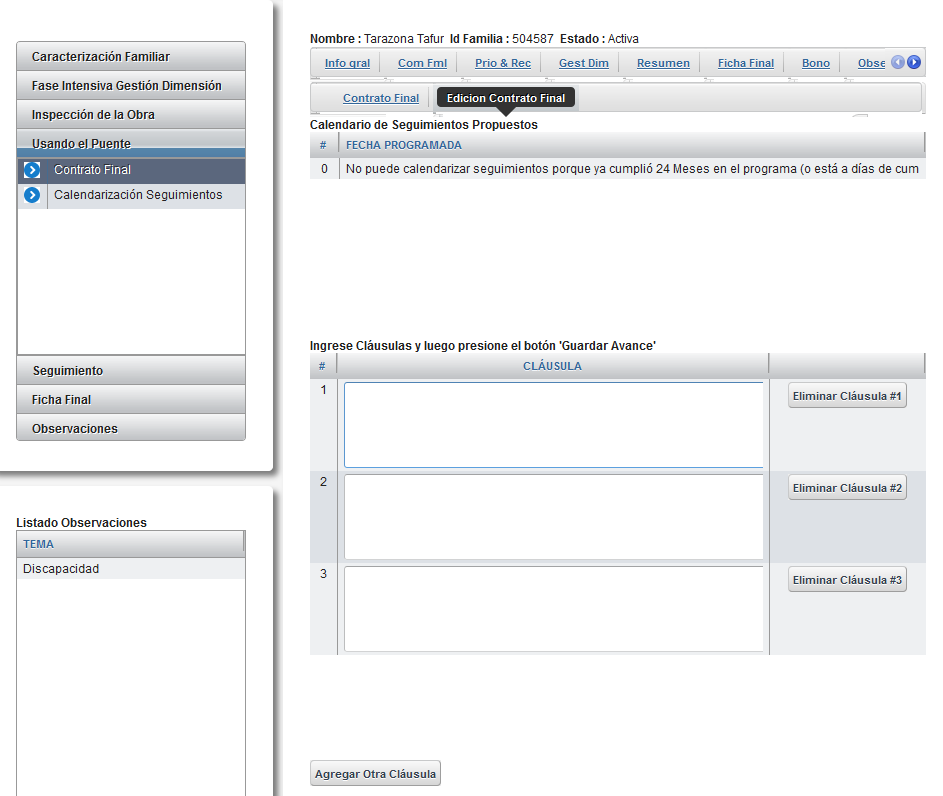 Caracterización Familiar
Fase Intensiva Gestión Dimensión
Inspección de la Obra
Usando el Puente
Contrato Final
Calendarización Seguimientos
Seguimiento
Ficha Final
Observaciones
Listado Observaciones
TEMA
Discapacidad
Nombre : Tarazona Tafur Id Familia : 504587 Estado : Activa
Info gral Com Fml Prio & Rec Gest Dim Resumen Ficha Final Bono Obse
Contrato Final Edicion Contrato Final
Calendario de Seguimientos Propuestos
# FECHA PROGRAMADA
0 No puede calendarizar seguimientos porque ya cumplió 24 Meses en el programa (o está a días de cum
Ingrese Cláusulas y luego presione el botón 'Guardar Avance'
# CLÁUSULA
1 Eliminar Cláusula #1
2 Eliminar Cláusula #2
3 Eliminar Cláusula #3
Agregar Otra Cláusula